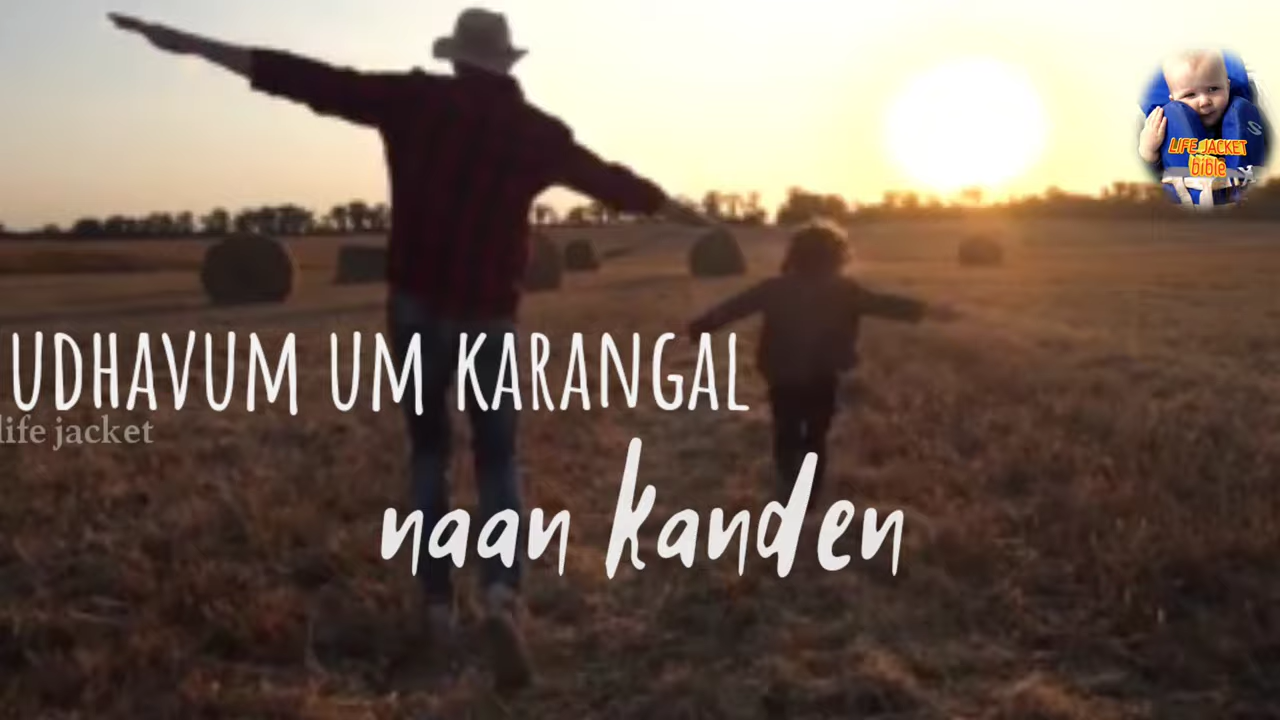 UDHAVUM UM KARANGAL
life jacket
naan kanden
LIFE JACKET
bible